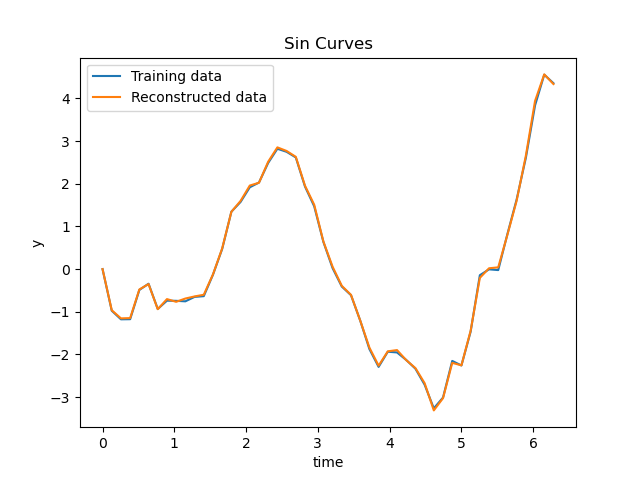 Sin Curves
Training data
Reconstructed data
4
3
2
1
0
−1
−2
−3
y
0 1 2 3 4 5 6
time